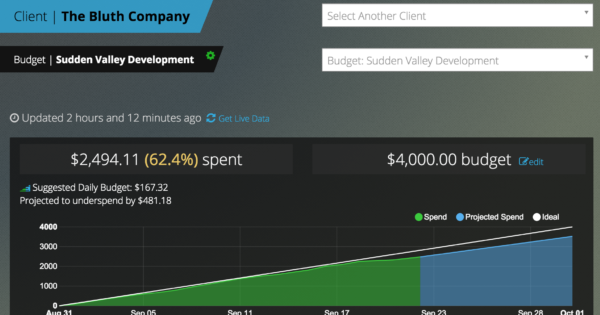 Client | The Bluth Company
Select Another Client
Budget | Sudden Valley Development
Budget: Sudden Valley Development
Updated 2 hours and 12 minutes ago Get Live Data
$2,494.11 (62.4%) spent
$4,000.00 budget edit
Suggested Daily Budget: $167.32
Projected to underspend by $481.18
Spend Projected Spend Ideal
4000
3000
2000
1000
0
Aug 31 Sep 05 Sep 11 Sep 17 Sep 23 Sep 28 Oct 01